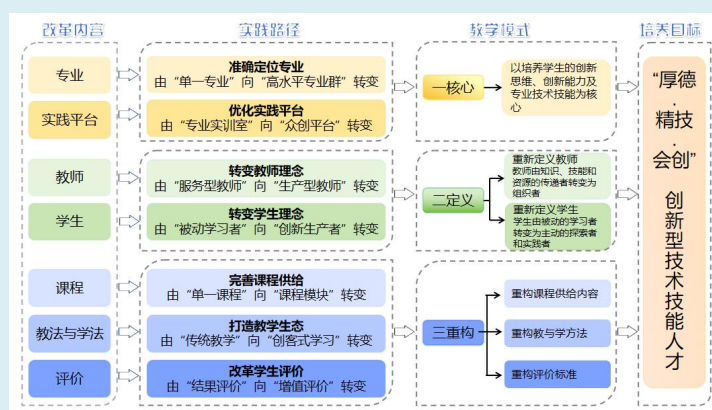 改革内容
实践路径
教学模式
培养目标
专业
准确定位专业
由“单一专业”向“高水平专业群”转变
实践平台
优化实践平台
由“专业实训室”向“众创平台”转变
一核心
以培养学生的创新
思维、创新能力及
专业技术技能为核
心
教师
转变教师理念
由“服务型教师”向“生产型教师”转变
学生
转变学生理念
由“被动学习者”向“创新生产者”转变
二定义
重新定义教师
教师由知识、技能和
资源的传递者转变为
组织者
重新定义学生
学生由被动的学习者
转变为主动的探索者
和实践者
课程
完善课程供给
由“单一课程”向“课程模块”转变
教法与学法
打造教学生态
由“传统教学”向“创客式学习”转变
评价
改革学生评价
由“结果评价”向“增值评价”转变
三重构
重构课程供给内容
重构教与学方法
重构评价标准
“厚德
·
精技
·
会创”
创新型技术技能人才